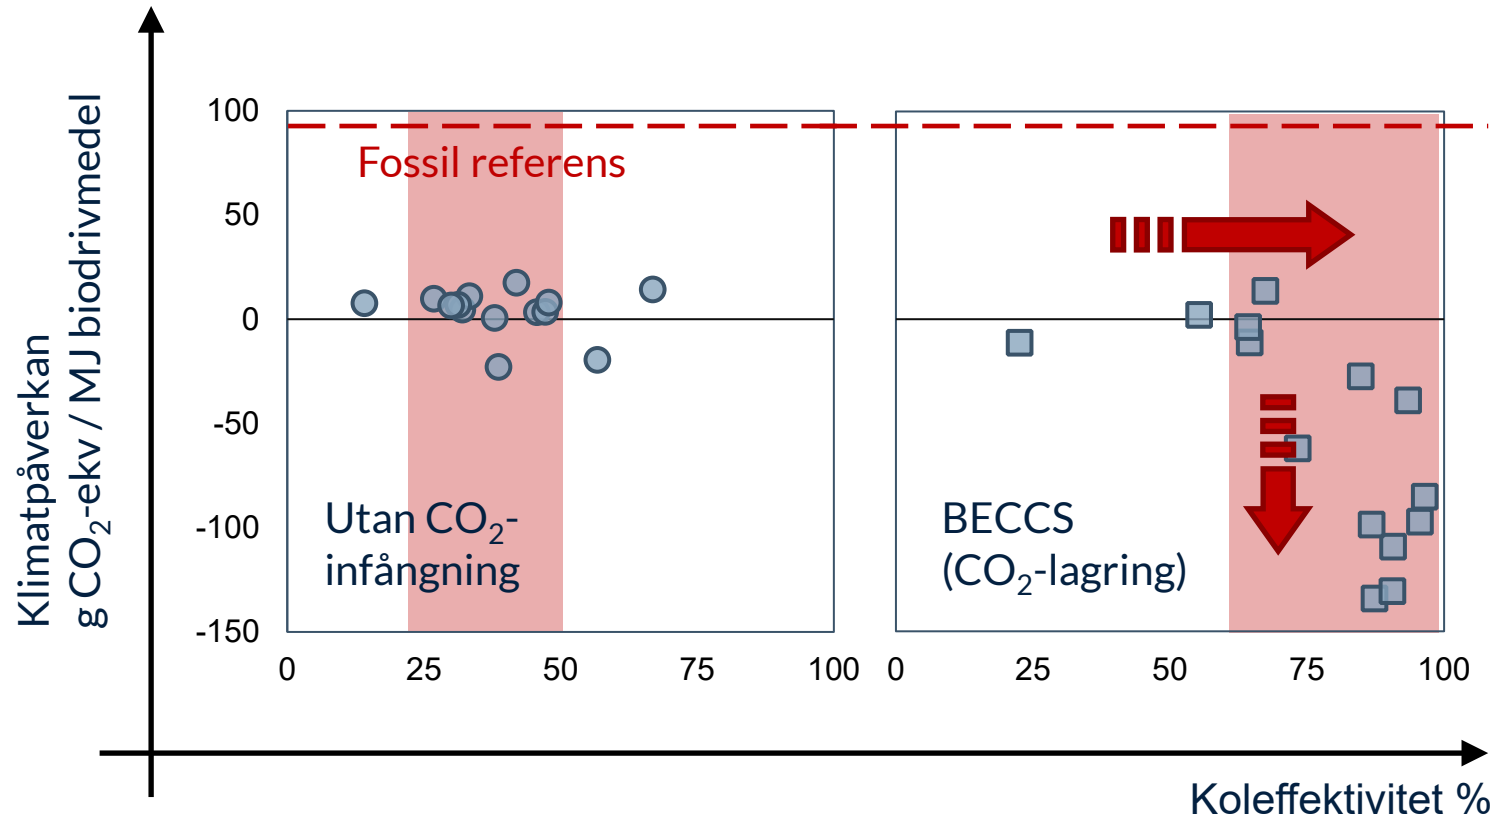 Klimatpåverkan
g CO₂-ekv / MJ biodrivmedel
100
50
0
-50
-100
-150
Fossil referens
Utan CO₂-
infångning
0 25 50 75 100
BECCS
(CO₂-lagring)
0 25 50 75 100
Koleffektivitet %